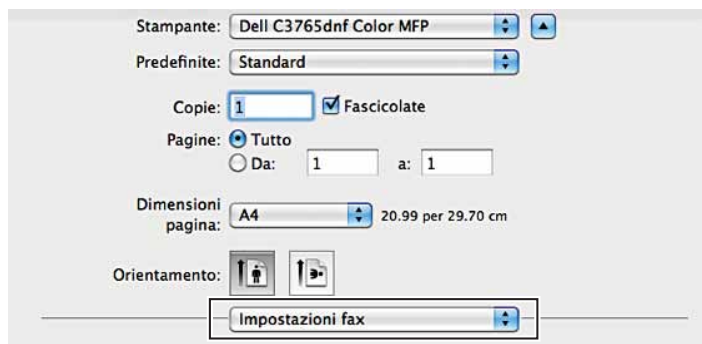 Stampante: Dell C3765dnf Color MFP
Predefinite: Standard
Copie: 1 Fascicolate
Pagine: Tutto
Da: 1 a: 1
Dimensioni
pagina: A4 20.99 per 29.70 cm
Orientamento:
Impostazioni fax